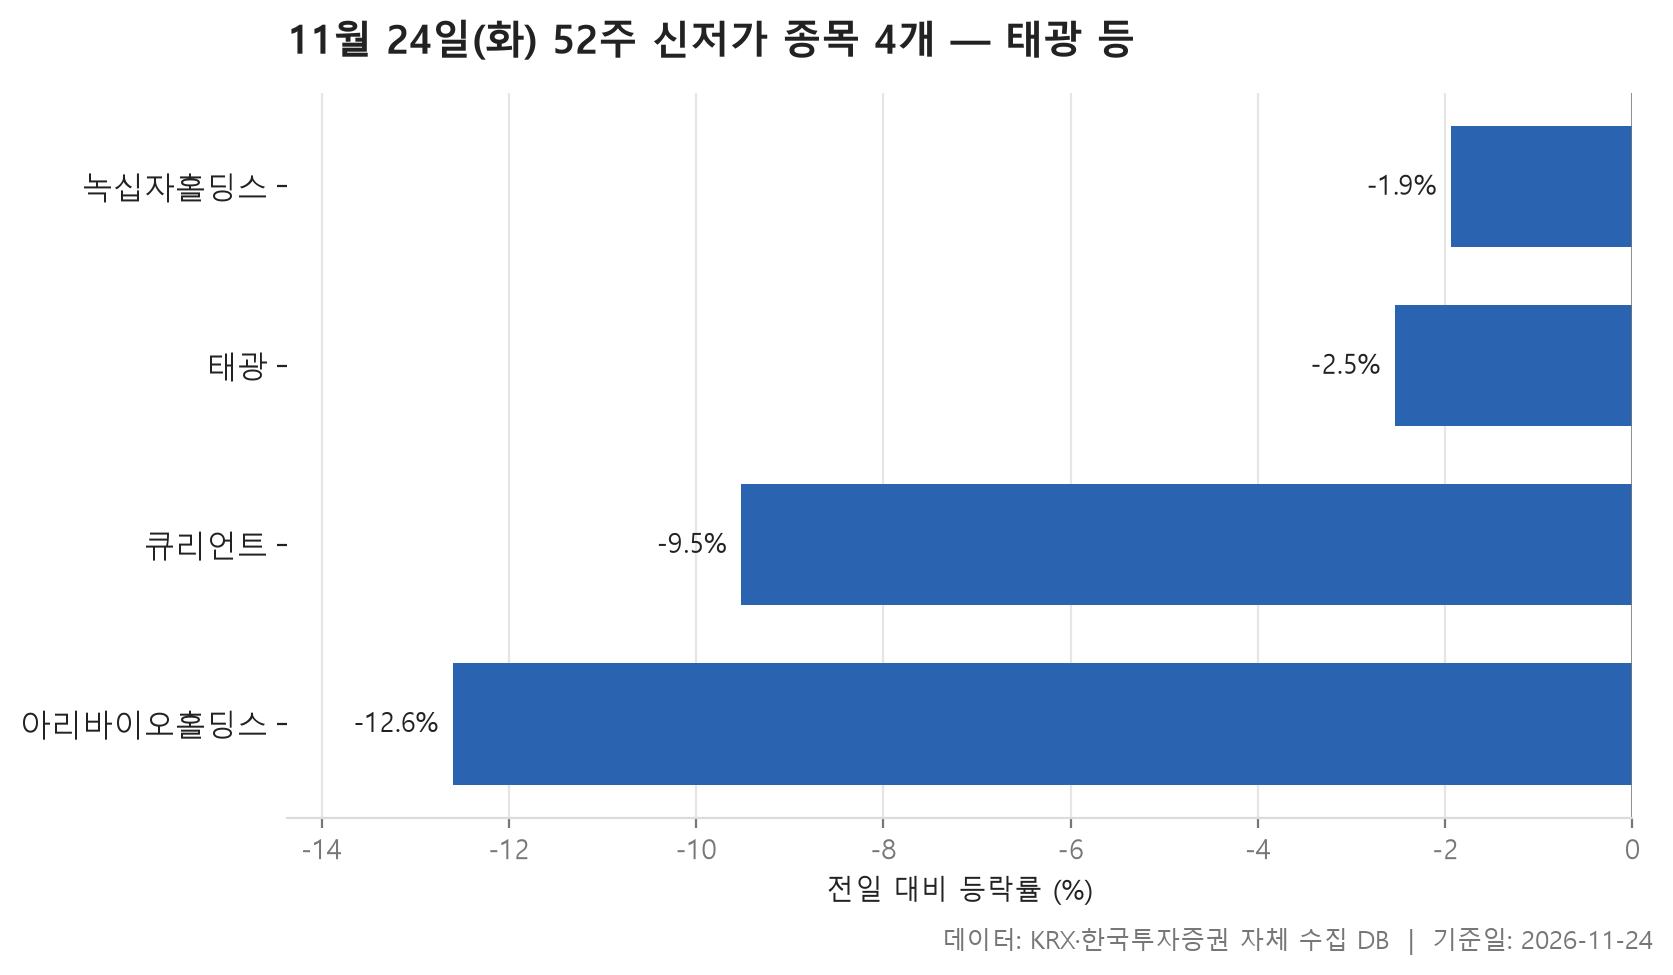 11월 24일(화) 52주 신저가 종목 4개 — 태광 등
녹십자홀딩스
-1.9%
태광
-2.5%
큐리언트
-9.5%
아리바이오홀딩스
-12.6%
-14 -12 -10 -8 -6 -4 -2 0
전일 대비 등락률 (%)
데이터: KRX·한국투자증권 자체 수집 DB | 기준일: 2026-11-24